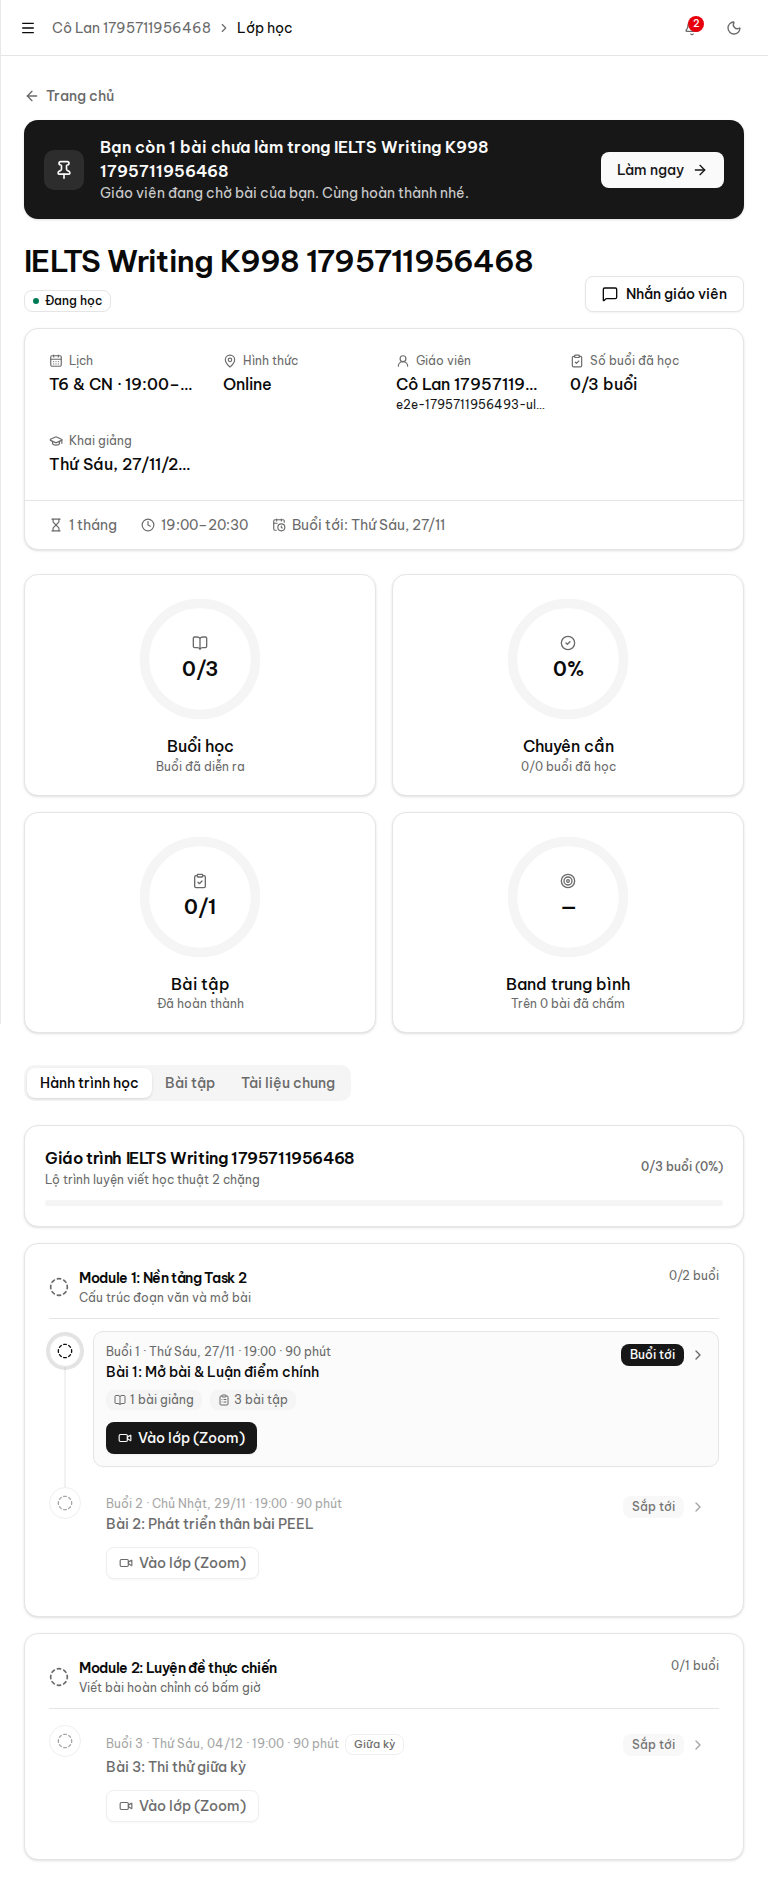 Cô Lan 1795711956468 > Lớp học
2
Trang chủ
Bạn còn 1 bài chưa làm trong IELTS Writing K998
1795711956468
Giáo viên đang chờ bài của bạn. Cùng hoàn thành nhé.
Làm ngay
IELTS Writing K998 1795711956468
Đang học
Nhắn giáo viên
Lịch
T6 & CN · 19:00–...
Hình thức
Online
Giáo viên
Cô Lan 17957119...
e2e-1795711956493-ul...
Số buổi đã học
0/3 buổi
Khai giảng
Thứ Sáu, 27/11/2...
1 tháng
19:00–20:30
Buổi tới: Thứ Sáu, 27/11
0/3
Buổi học
Buổi đã diễn ra
0%
Chuyên cần
0/0 buổi đã học
0/1
Bài tập
Đã hoàn thành
–
Band trung bình
Trên 0 bài đã chấm
Hành trình học
Bài tập
Tài liệu chung
Giáo trình IELTS Writing 1795711956468
Lộ trình luyện viết học thuật 2 chặng
0/3 buổi (0%)
Module 1: Nền tảng Task 2
Cấu trúc đoạn văn và mở bài
0/2 buổi
Buổi 1 · Thứ Sáu, 27/11 · 19:00 · 90 phút
Buổi tới
Bài 1: Mở bài & Luận điểm chính
1 bài giảng
3 bài tập
Vào lớp (Zoom)
Buổi 2 · Chủ Nhật, 29/11 · 19:00 · 90 phút
Sắp tới
Bài 2: Phát triển thân bài PEEL
Vào lớp (Zoom)
Module 2: Luyện đề thực chiến
Viết bài hoàn chỉnh có bấm giờ
0/1 buổi
Buổi 3 · Thứ Sáu, 04/12 · 19:00 · 90 phút
Giữa kỳ
Sắp tới
Bài 3: Thi thử giữa kỳ
Vào lớp (Zoom)